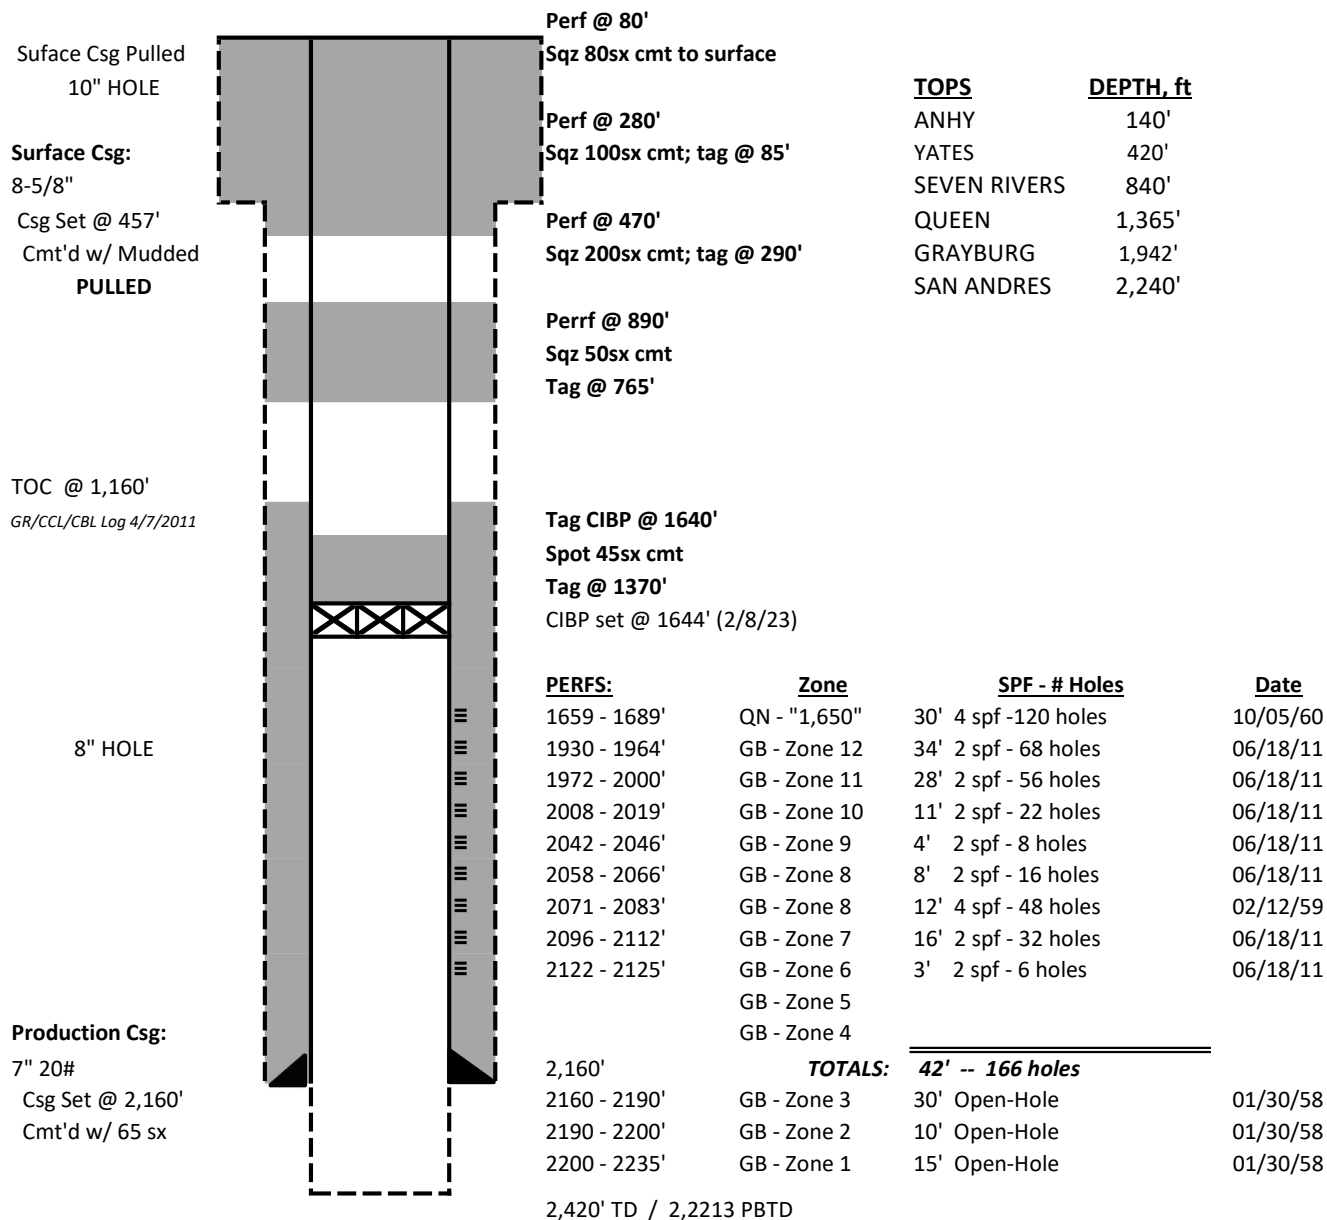 Perf @ 80'
Suface Csg Pulled Sqz 80sx cmt to surface
10" HOLE TOPS DEPTH, ft
Perf @ 280' ANHY 140'
Surface Csg: Sqz 100sx cmt; tag @ 85' YATES 420'
8-5/8" SEVEN RIVERS 840'
Csg Set @ 457' Perf @ 470' QUEEN 1,365'
Cmt'd w/ Mudded Sqz 200sx cmt; tag @ 290' GRAYBURG 1,942'
PULLED SAN ANDRES 2,240'
Perrf @ 890'
Sqz 50sx cmt
Tag @ 765'
TOC @ 1,160'
GR/CCL/CBL Log 4/7/2011 Tag CIBP @ 1640'
Spot 45sx cmt
Tag @ 1370'
CIBP set @ 1644' (2/8/23)
PERFS: Zone SPF - # Holes Date
1659 - 1689' QN - "1,650" 30' 4 spf -120 holes 10/05/60
8" HOLE 1930 - 1964' GB - Zone 12 34' 2 spf - 68 holes 06/18/11
1972 - 2000' GB - Zone 11 28' 2 spf - 56 holes 06/18/11
2008 - 2019' GB - Zone 10 11' 2 spf - 22 holes 06/18/11
2042 - 2046' GB - Zone 9 4' 2 spf - 8 holes 06/18/11
2058 - 2066' GB - Zone 8 8' 2 spf - 16 holes 06/18/11
2071 - 2083' GB - Zone 8 12' 4 spf - 48 holes 02/12/59
2096 - 2112' GB - Zone 7 16' 2 spf - 32 holes 06/18/11
2122 - 2125' GB - Zone 6 3' 2 spf - 6 holes 06/18/11
GB - Zone 5
Production Csg: GB - Zone 4
7" 20# 2,160' TOTALS: 42' -- 166 holes
Csg Set @ 2,160' 2160 - 2190' GB - Zone 3 30' Open-Hole 01/30/58
Cmt'd w/ 65 sx 2190 - 2200' GB - Zone 2 10' Open-Hole 01/30/58
2200 - 2235' GB - Zone 1 15' Open-Hole 01/30/58
2,420' TD / 2,2213 PBTD